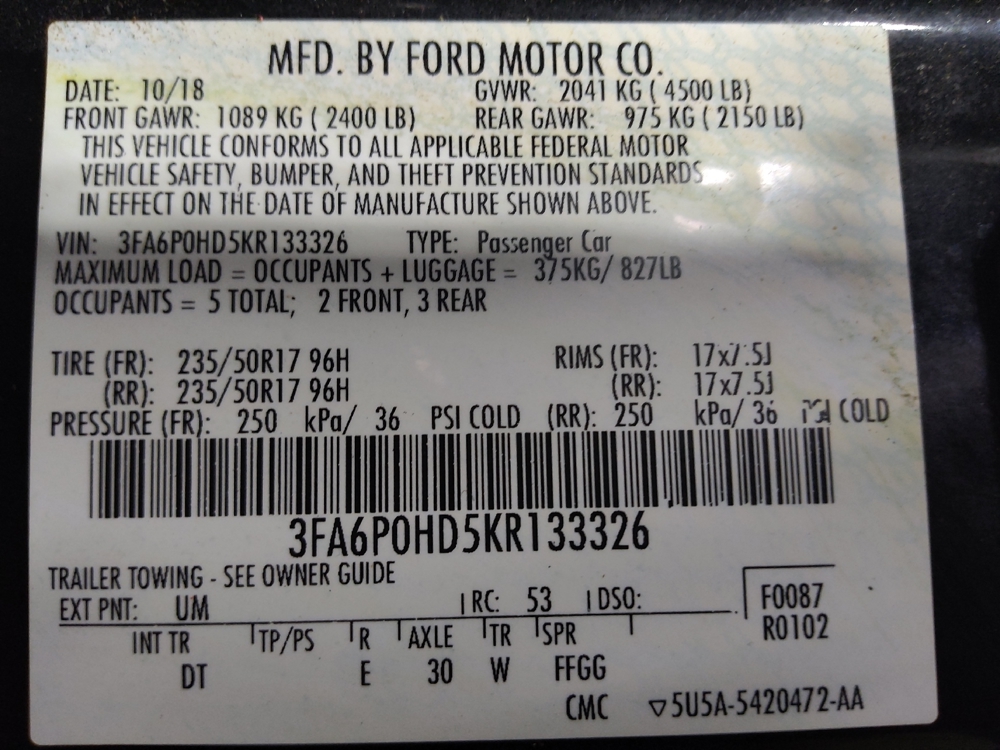 MFD. BY FORD MOTOR CO.
DATE: 10/18 GVWR: 2041 KG ( 4500 LB)
FRONT GAWR: 1089 KG ( 2400 LB) REAR GAWR: 975 KG ( 2150 LB)
THIS VEHICLE CONFORMS TO ALL APPLICABLE FEDERAL MOTOR
VEHICLE SAFETY, BUMPER, AND THEFT PREVENTION STANDARDS
IN EFFECT ON THE DATE OF MANUFACTURE SHOWN ABOVE.
VIN: 3FA6P0HD5KR133326 TYPE: Passenger Car
MAXIMUM LOAD = OCCUPANTS + LUGGAGE = 375KG/ 827LB
OCCUPANTS = 5 TOTAL; 2 FRONT, 3 REAR
TIRE (FR): 235/50R17 96H RIMS (FR): 17x7.5J
(RR): 235/50R17 96H (RR): 17x7.5J
PRESSURE (FR): 250 kPa/ 36 PSI COLD (RR): 250 kPa/ 36 PSI COLD
3FA6P0HD5KR133326
TRAILER TOWING - SEE OWNER GUIDE
EXT PNT: UM RC: 53 DSO: F0087
INT TR TP/PS R AXLE TR SPR R0102
DT E 30 W FFGG
CMC ▽5U5A-5420472-AA